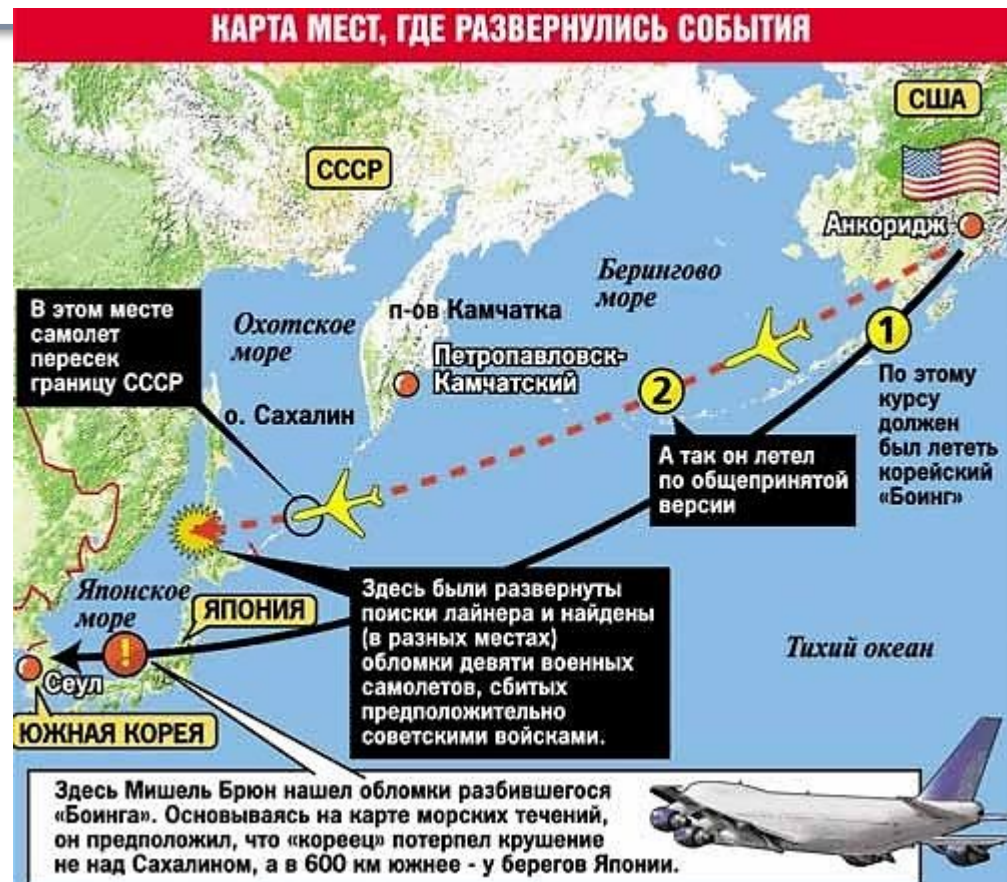 КАРТА МЕСТ, ГДЕ РАЗВЕРНУЛИСЬ СОБЫТИЯ
США
СССР
Анкоридж
Берингово
море
п-ов Камчатка
Охотское
море
Петропавловск-
Камчатский
В этом месте
самолет
пересек
границу СССР
о. Сахалин
1
По этому
курсу
должен
был лететь
корейский
«Боинг»
2
А так он летел
по общепринятой
версии
Здесь были развернуты
поиски лайнера и найдены
(в разных местах)
обломки девяти военных
самолетов, сбитых
предположительно
советскими войсками.
Японское
море
ЯПОНИЯ
Тихий океан
!
Сеул
ЮЖНАЯ КОРЕЯ
Здесь Мишель Брюн нашел обломки разбившегося
«Боинга». Основываясь на карте морских течений,
он предположил, что «кореец» потерпел крушение
не над Сахалином, а в 600 км южнее - у берегов Японии.